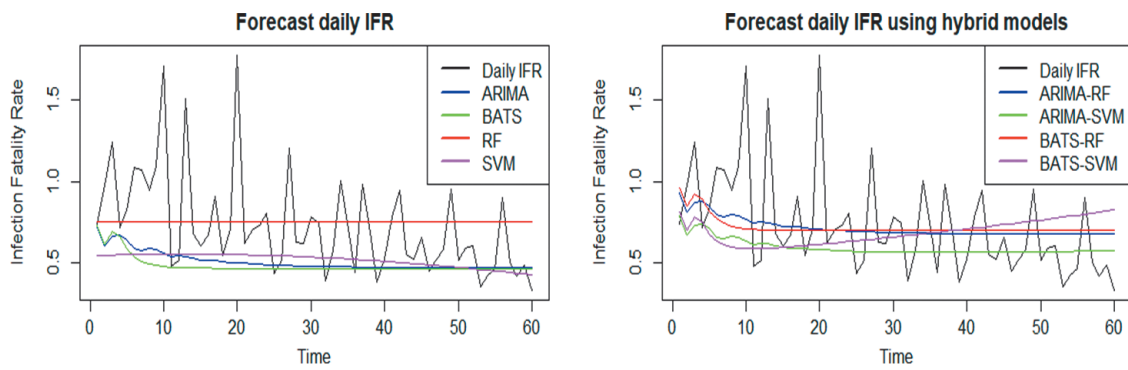 Forecast daily IFR
Infection Fatality Rate
1.5
1.0
0.5
Daily IFR
ARIMA
BATS
RF
SVM
0
10
20
30
40
50
60
Time
Forecast daily IFR using hybrid models
Infection Fatality Rate
1.5
1.0
0.5
Daily IFR
ARIMA-RF
ARIMA-SVM
BATS-RF
BATS-SVM
0
10
20
30
40
50
60
Time